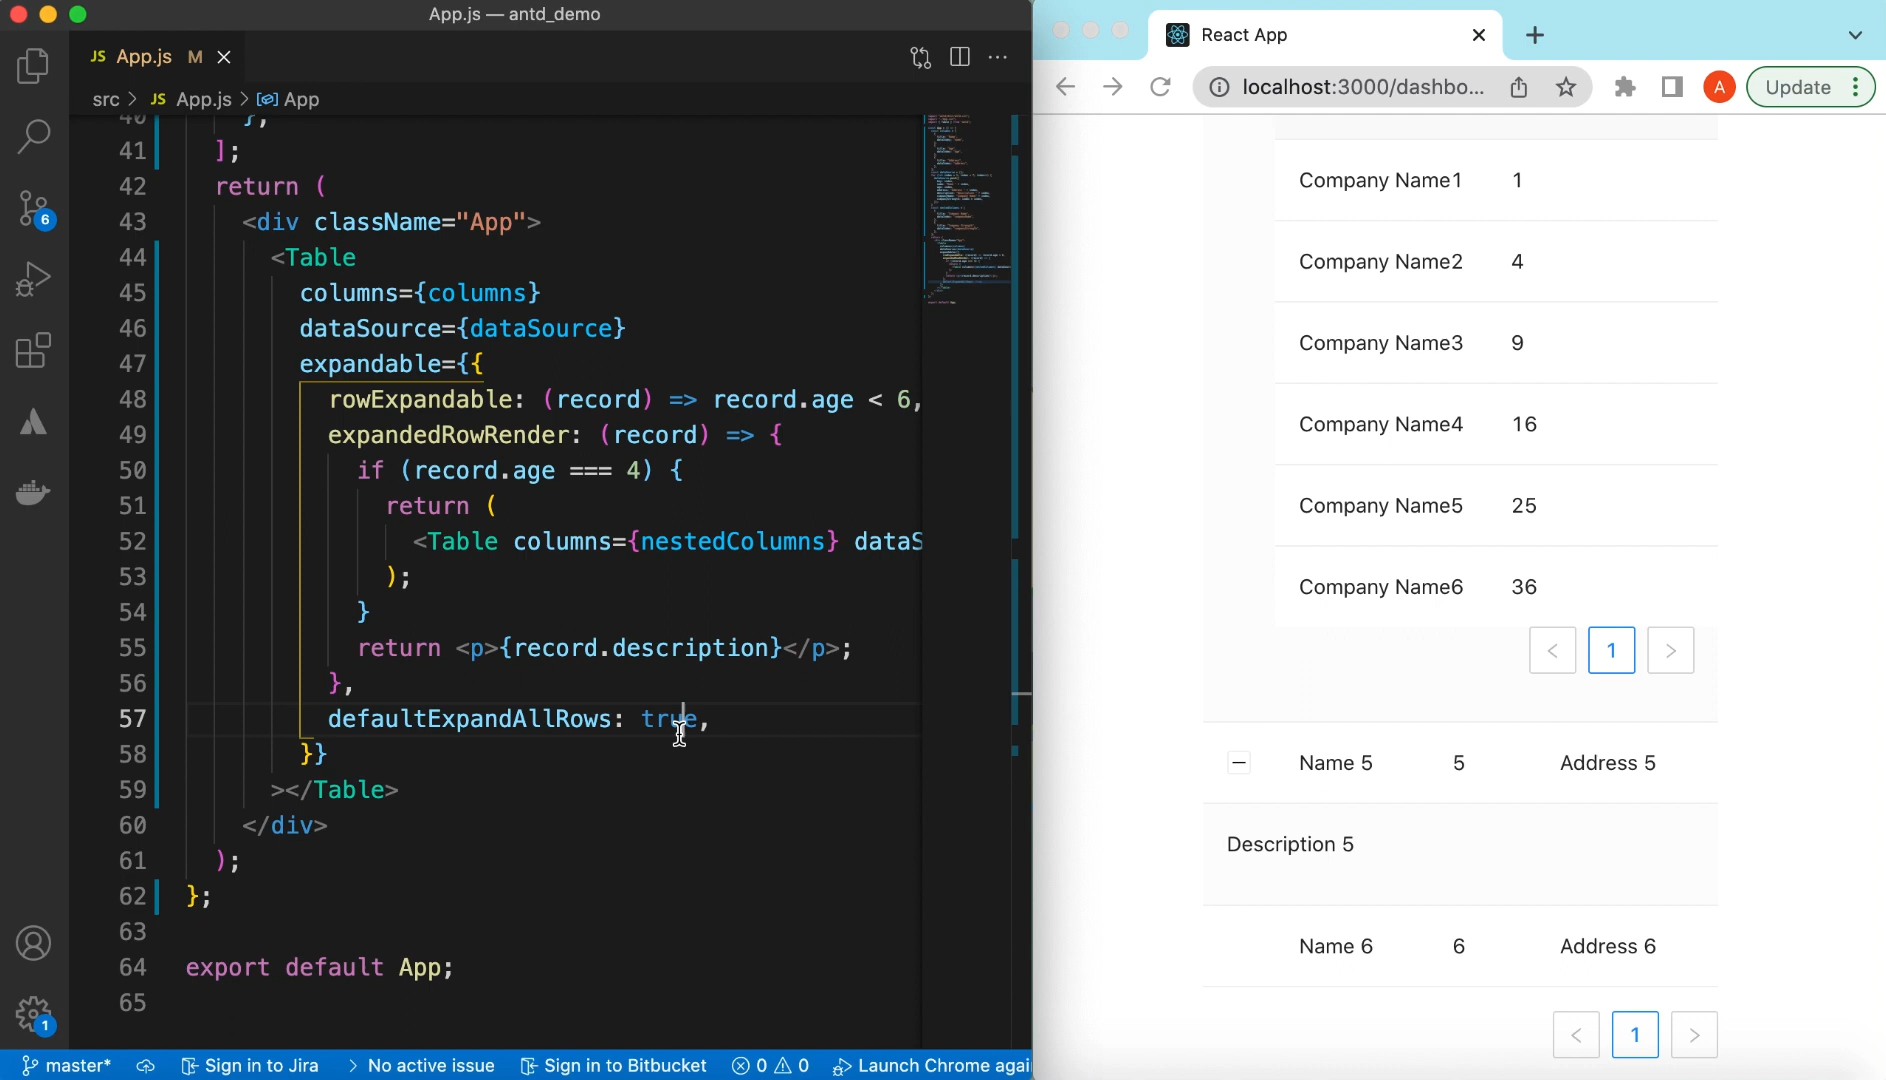 App.js — antd_demo
JS App.js M
src > JS App.js > App
40 },
41 ];
42 return (
43 <div className="App">
44 <Table
45 columns={columns}
46 dataSource={dataSource}
47 expandable={{
48 rowExpandable: (record) => record.age < 6,
49 expandedRowRender: (record) => {
50 if (record.age === 4) {
51 return (
52 <Table columns={nestedColumns} dataS
53 );
54 }
55 return <p>{record.description}</p>;
56 },
57 defaultExpandAllRows: true,
58 }}
59 ></Table>
60 </div>
61 );
62 };
63
64 export default App;
65
6
1
master* Sign in to Jira > No active issue Sign in to Bitbucket 0 0 Launch Chrome agai
React App
localhost:3000/dashbo... A Update
Company Name1 1
Company Name2 4
Company Name3 9
Company Name4 16
Company Name5 25
Company Name6 36
< 1 >
Name 5 5 Address 5
Description 5
Name 6 6 Address 6
< 1 >